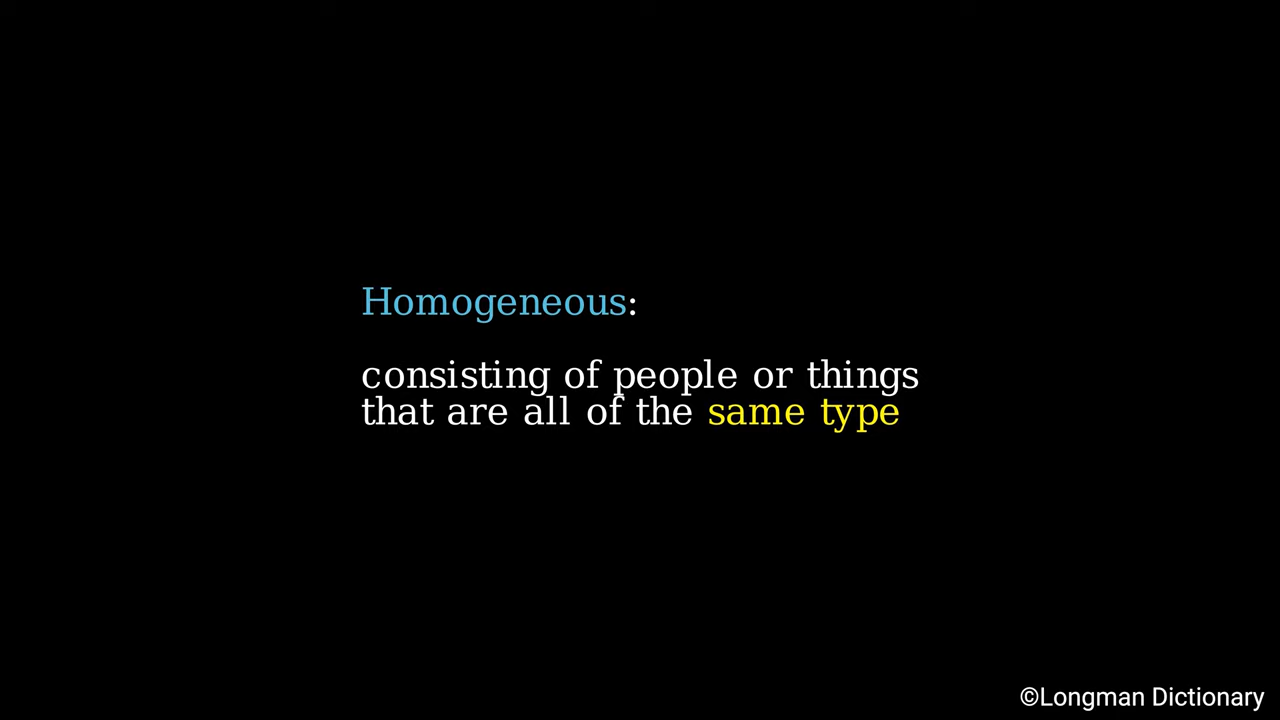 Homogeneous:
consisting of people or things
that are all of the same type
©Longman Dictionary